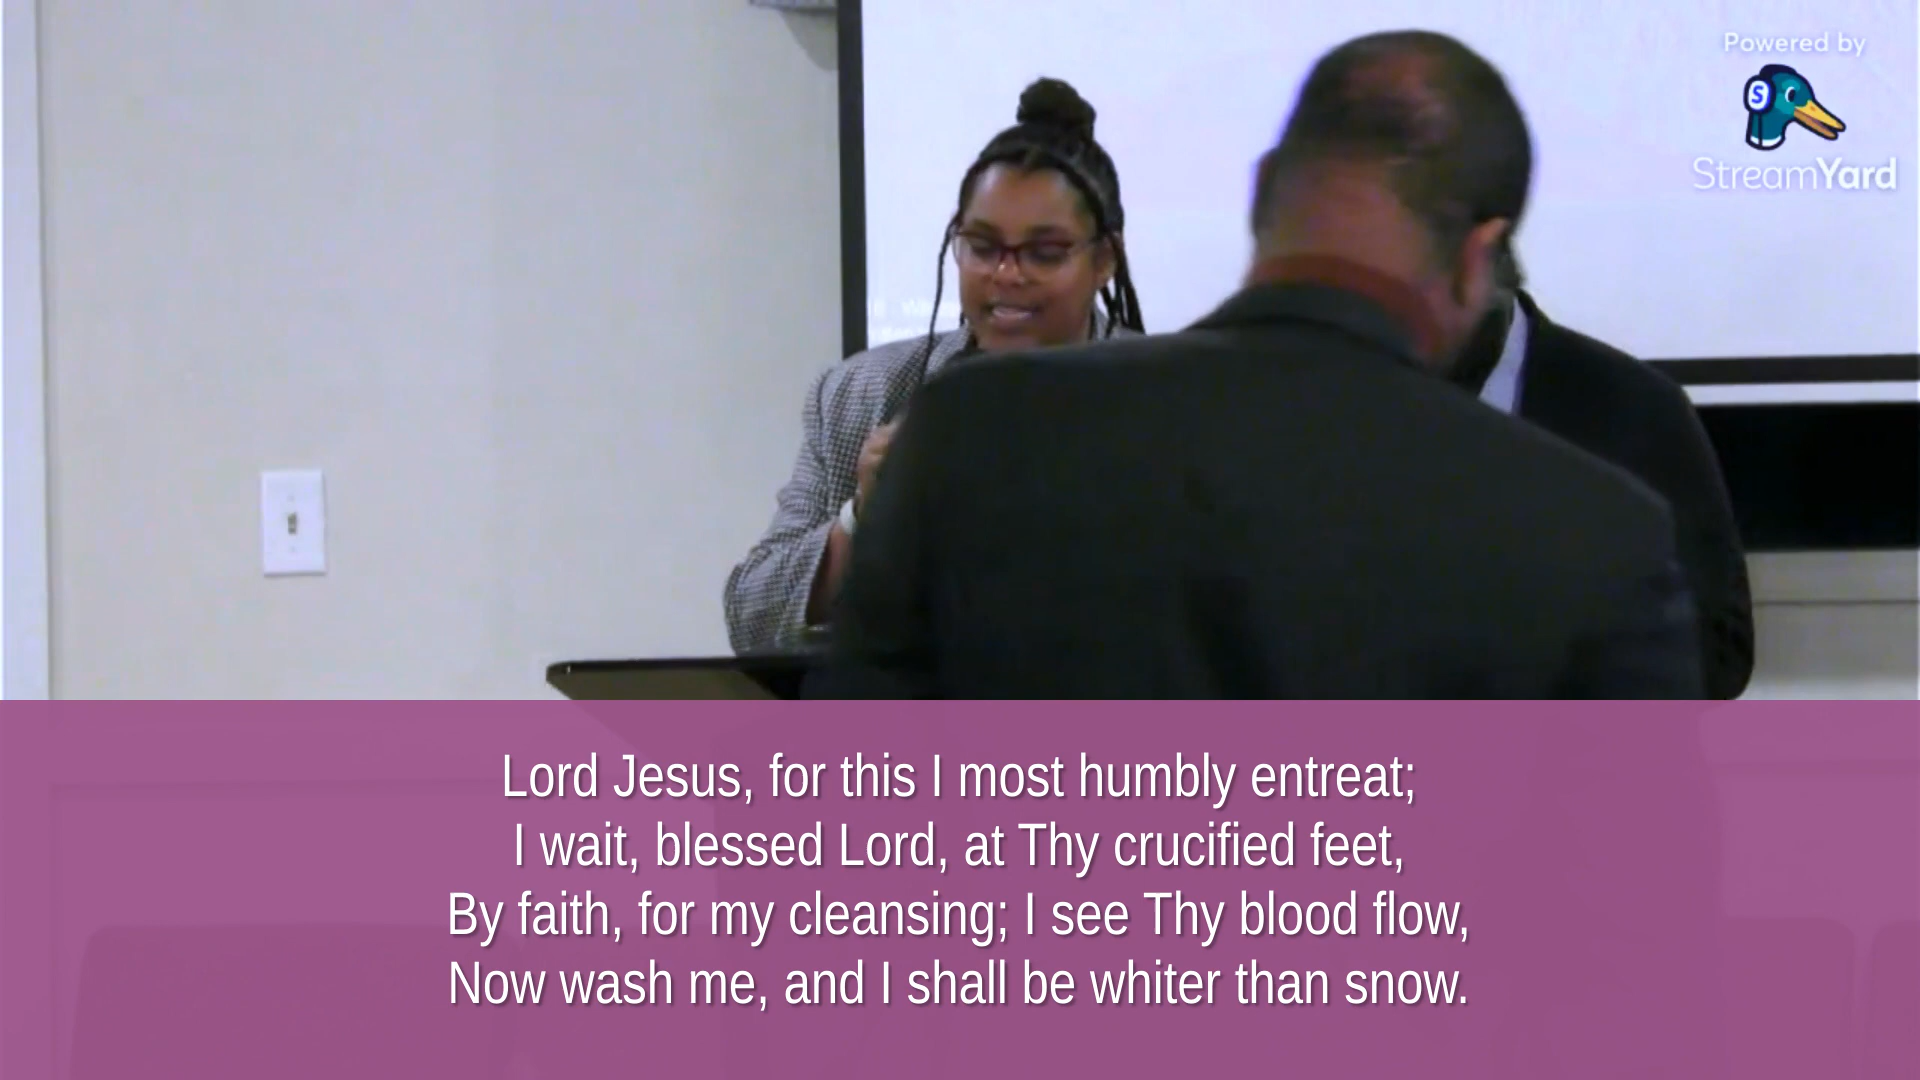 Powered by
S
StreamYard
Lord Jesus, for this I most humbly entreat;
I wait, blessed Lord, at Thy crucified feet,
By faith, for my cleansing; I see Thy blood flow,
Now wash me, and I shall be whiter than snow.